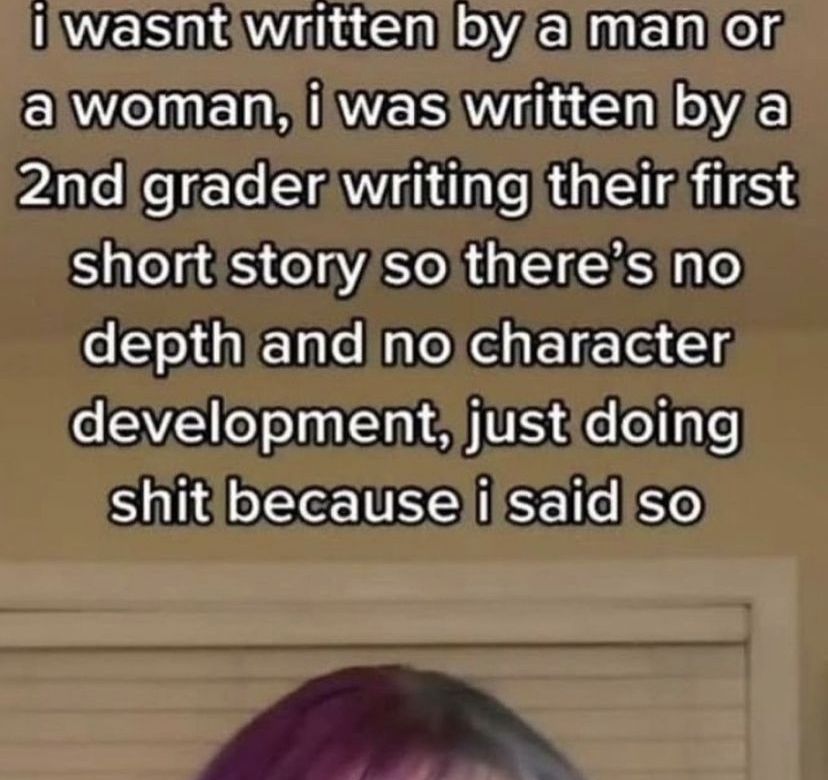 i wasnt written by a man or
a woman, i was written by a
2nd grader writing their first
short story so there's no
depth and no character
development, just doing
shit because i said so